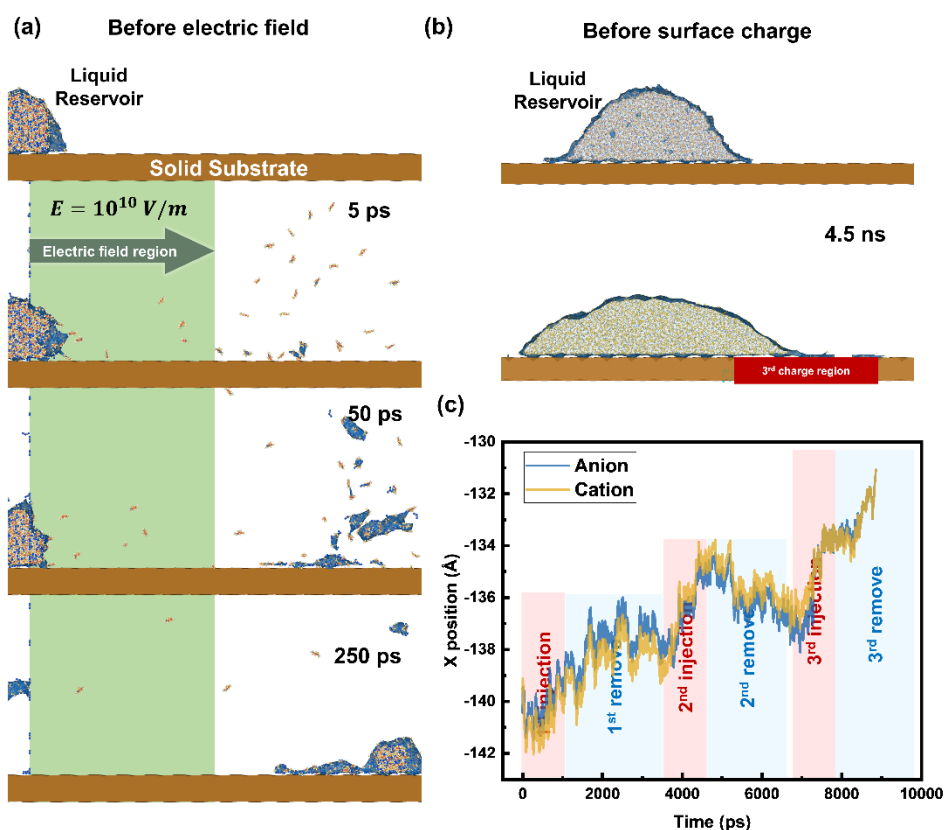 (a)
Before electric field
Liquid
Reservoir
Solid Substrate
E = 10¹⁰ V/m
5 ps
Electric field region
50 ps
250 ps
(b)
Before surface charge
Liquid
Reservoir
4.5 ns
3rd charge region
(c)
-130
-132
-134
-136
-138
-140
-142
X position (Å)
Anion
Cation
injection
1st remove
2nd injection
2nd remove
3rd injection
3rd remove
0
2000
4000
6000
8000
10000
Time (ps)